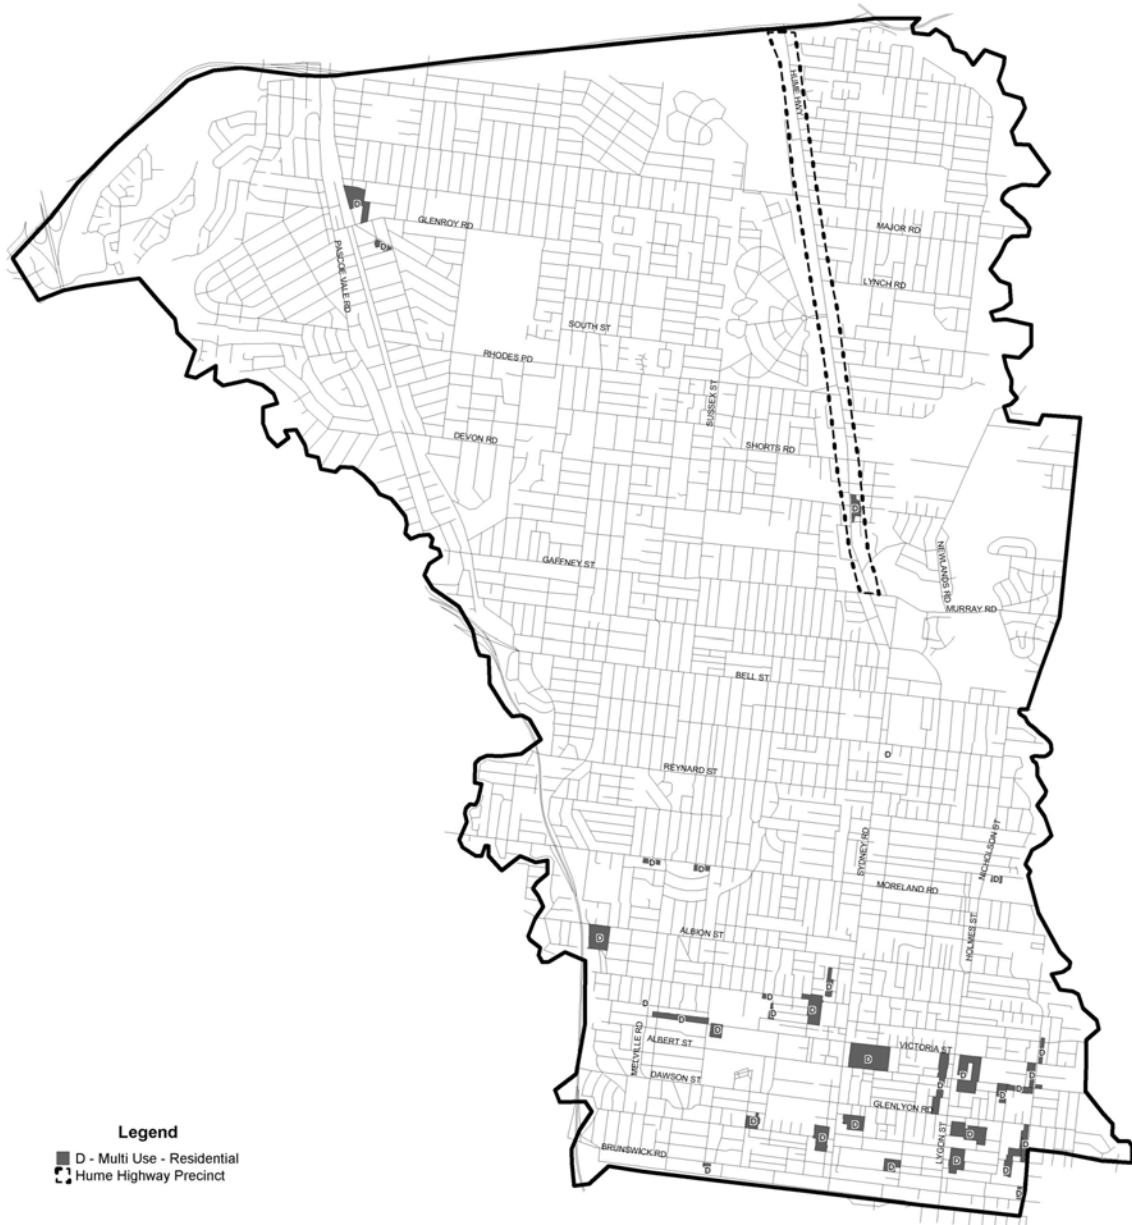 HUME HWY
MAJOR RD
GLENROY RD
D
PASCOE VALE RD
D
LYNCH RD
SOUTH ST
RHODES PD
SUSSEX ST
DEVON RD
SHORTS RD
D
GAFFNEY ST
NEWLANDS RD
MURRAY RD
BELL ST
D
REYNARD ST
SYDNEY RD
NICHOLSON ST
D
D
MORELAND RD
D
HOLMES ST
ALBION ST
D
D
D
D
D
D
D
D
D
MELVILLE RD
ALBERT ST
VICTORIA ST
D
D
D
D
DAWSON ST
D
D
D
GLENLYON RD
D
D
D
D
LYGON ST
D
BRUNSWICK RD
D
D
D
D
D
Legend
D - Multi Use - Residential
Hume Highway Precinct